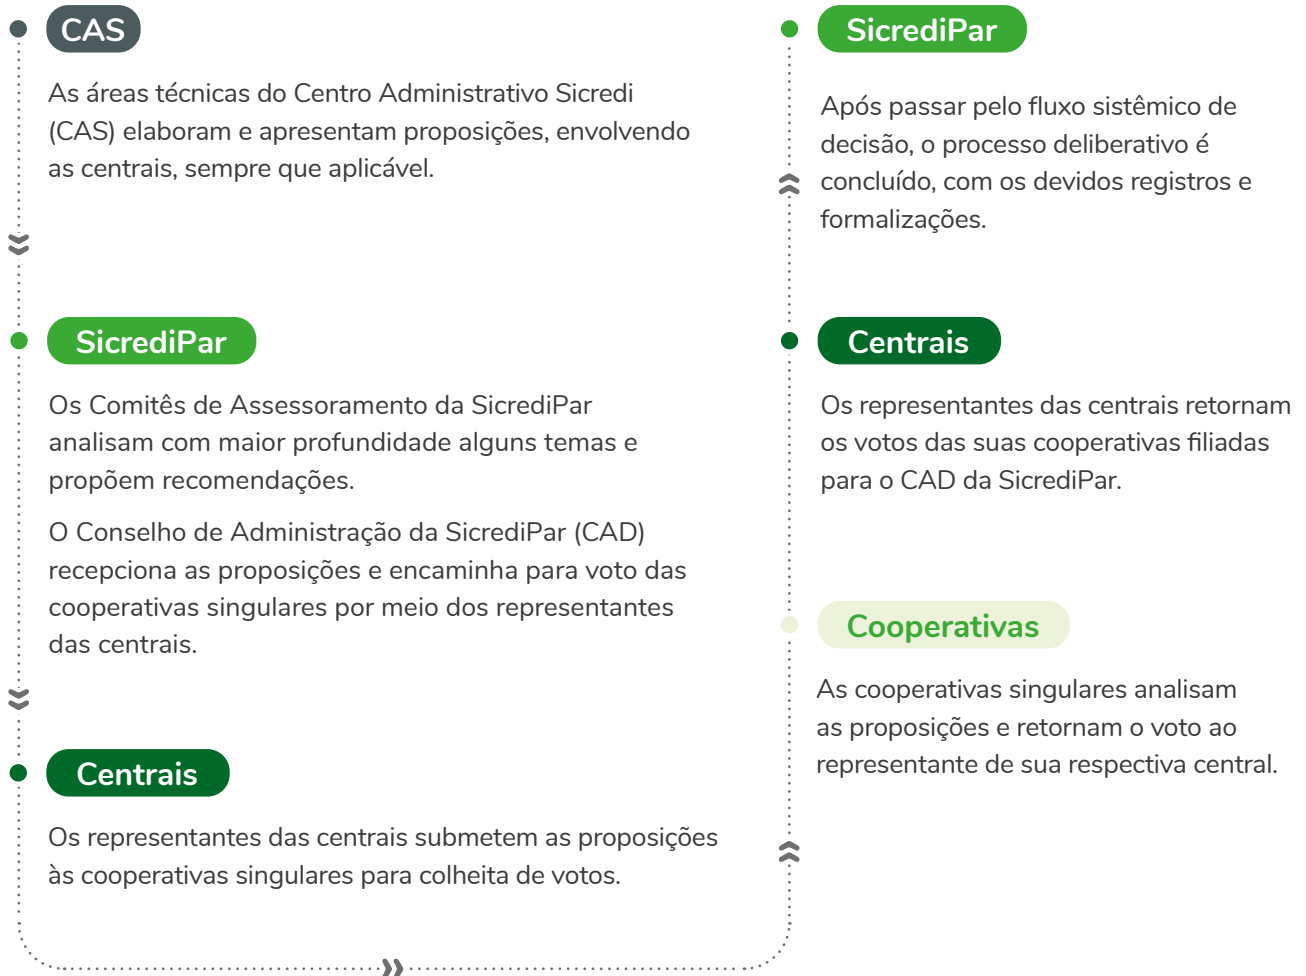 CAS
As áreas técnicas do Centro Administrativo Sicredi
(CAS) elaboram e apresentam proposições, envolvendo
as centrais, sempre que aplicável.
SicrediPar
Os Comitês de Assessoramento da SicrediPar
analisam com maior profundidade alguns temas e
propõem recomendações.
O Conselho de Administração da SicrediPar (CAD)
recepciona as proposições e encaminha para voto das
cooperativas singulares por meio dos representantes
das centrais.
Centrais
Os representantes das centrais submetem as proposições
às cooperativas singulares para colheita de votos.
Cooperativas
As cooperativas singulares analisam
as proposições e retornam o voto ao
representante de sua respectiva central.
Centrais
Os representantes das centrais retornam
os votos das suas cooperativas filiadas
para o CAD da SicrediPar.
SicrediPar
Após passar pelo fluxo sistêmico de
decisão, o processo deliberativo é
concluído, com os devidos registros e
formalizações.